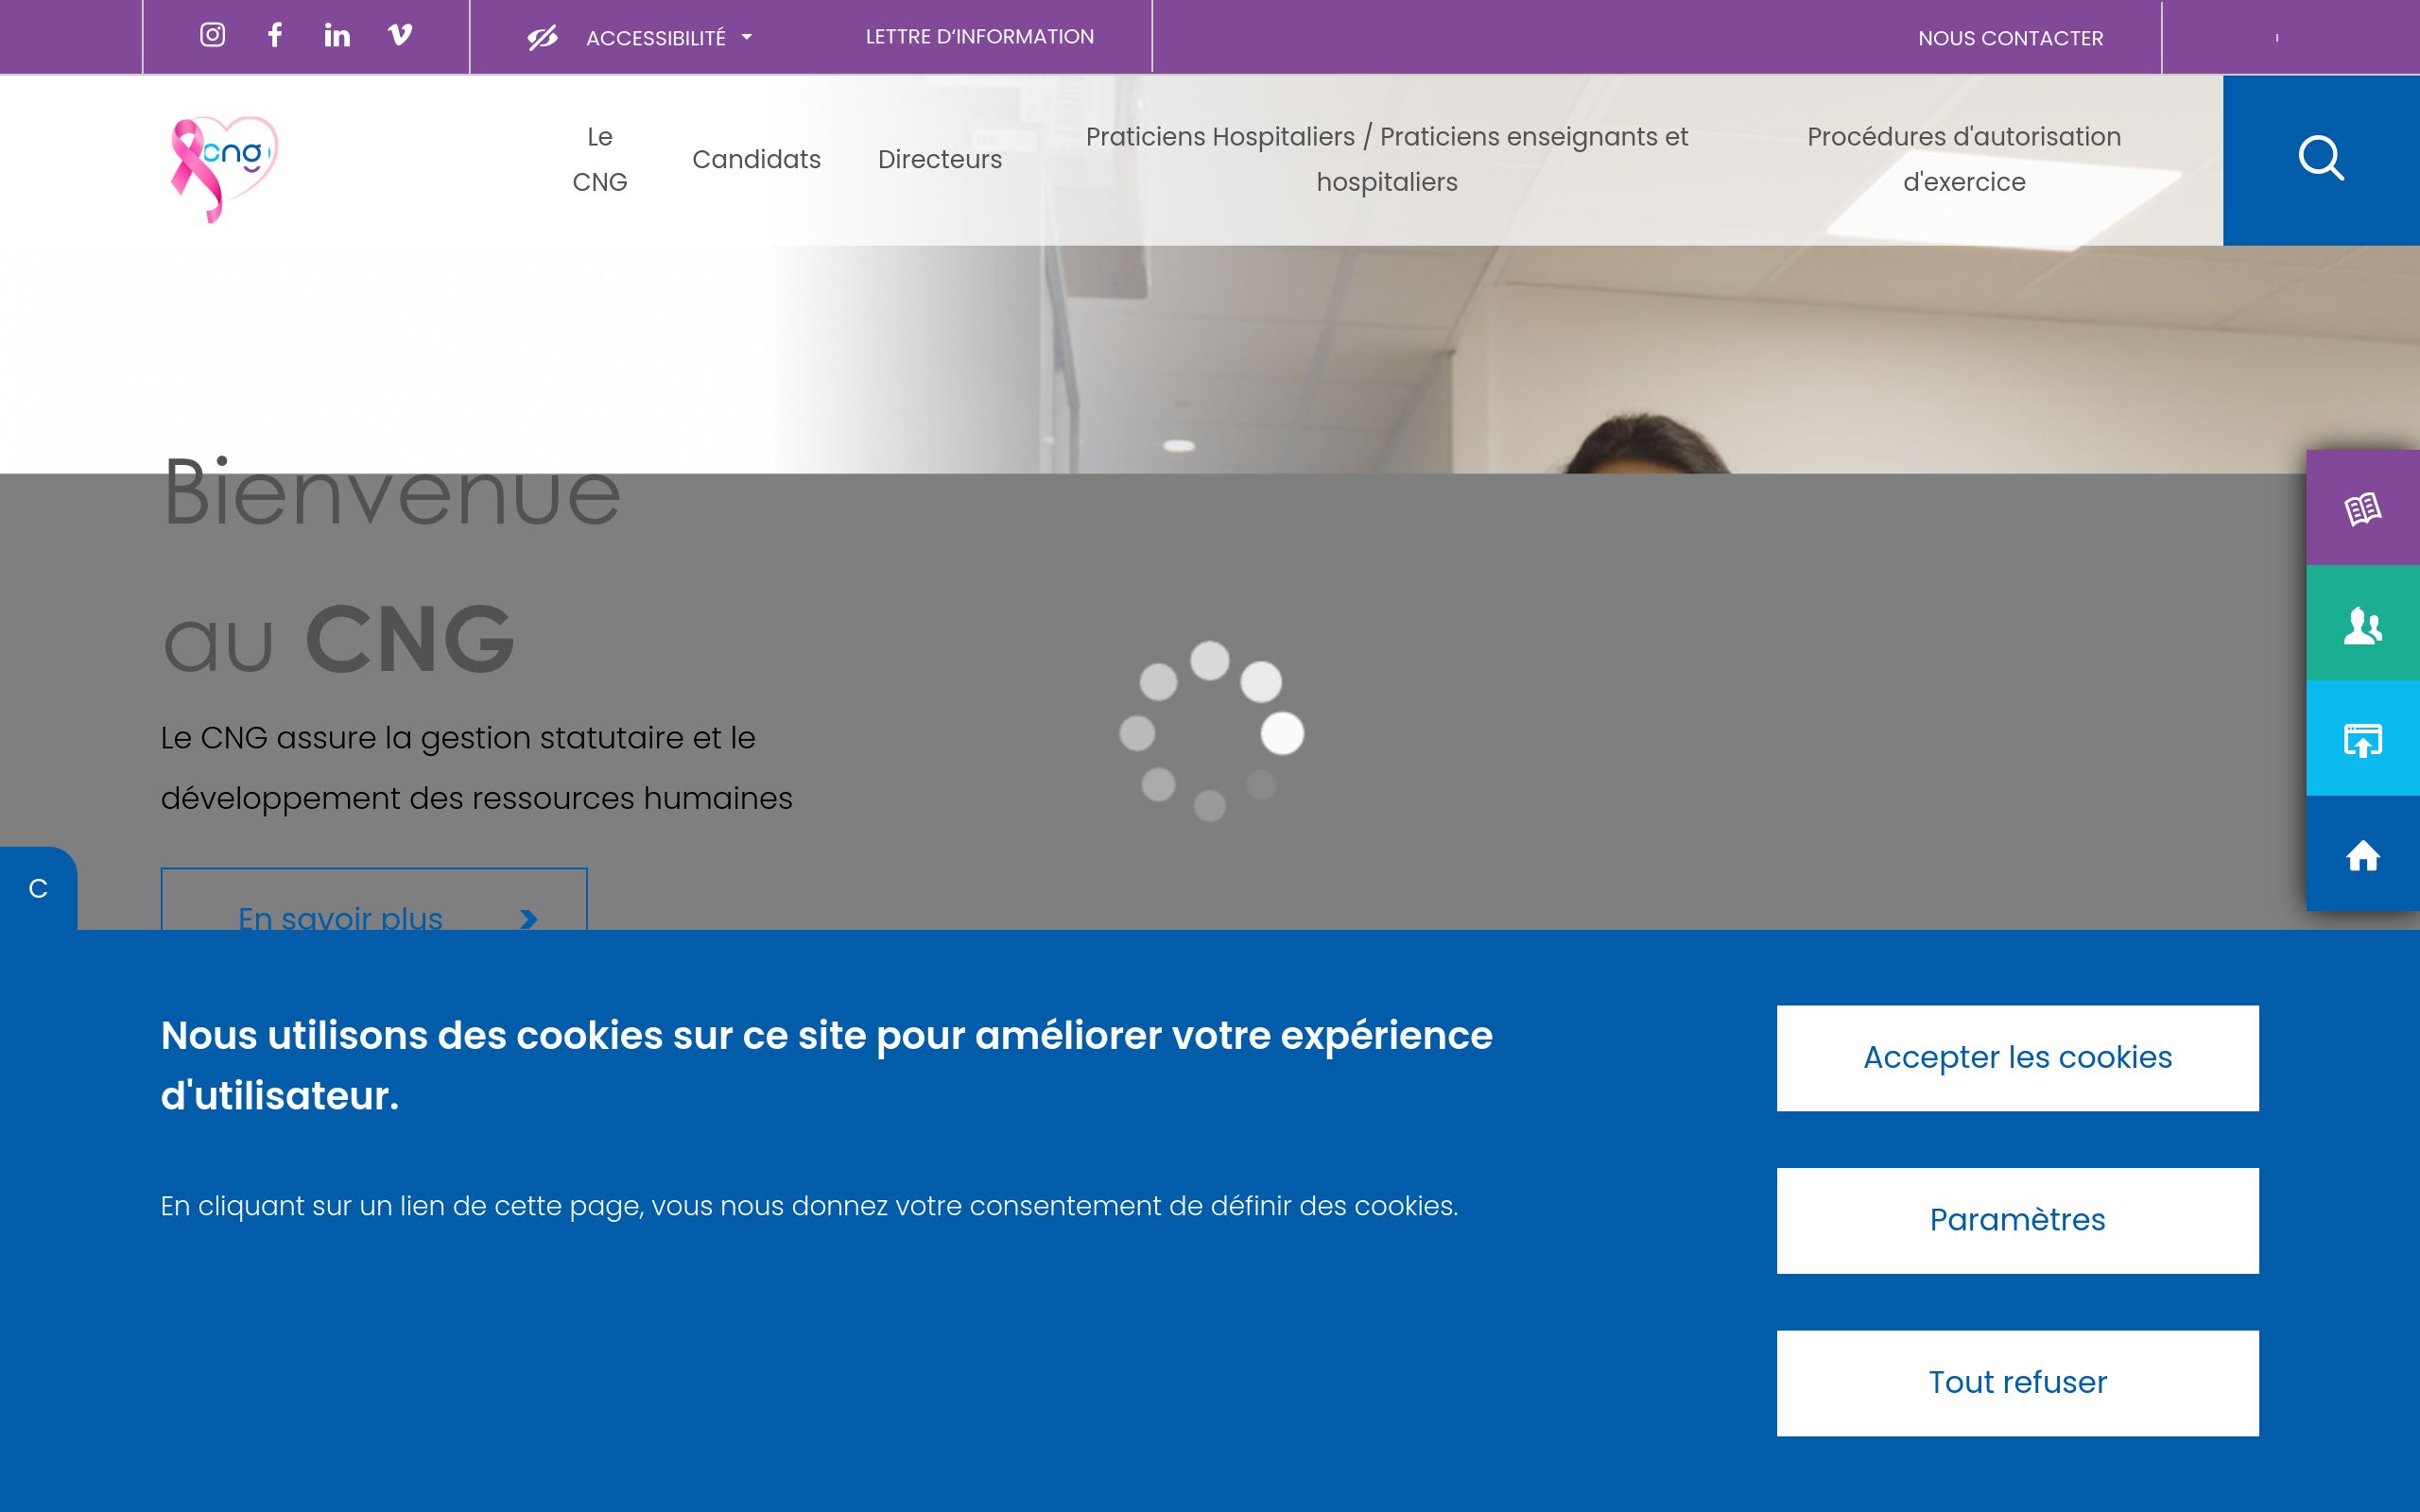 ACCESSIBILITÉ
LETTRE D'INFORMATION
NOUS CONTACTER
cng
Le
CNG
Candidats
Directeurs
Praticiens Hospitaliers / Praticiens enseignants et
hospitaliers
Procédures d'autorisation
d'exercice
Bienvenue
au CNG
Le CNG assure la gestion statutaire et le
développement des ressources humaines
En savoir plus
C
Nous utilisons des cookies sur ce site pour améliorer votre expérience
d'utilisateur.
En cliquant sur un lien de cette page, vous nous donnez votre consentement de définir des cookies.
Accepter les cookies
Paramètres
Tout refuser